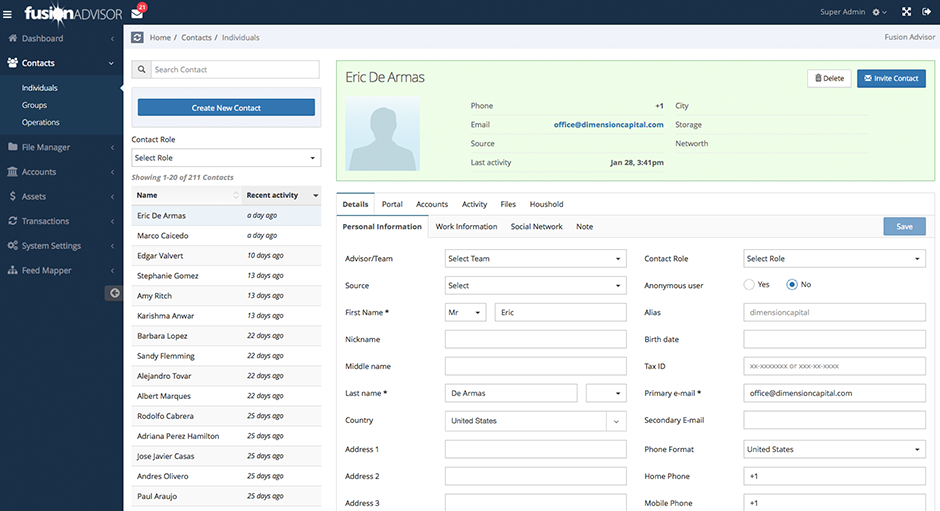 fusionADVISOR
21
Super Admin
Dashboard
Contacts
Individuals
Groups
Operations
File Manager
Accounts
Assets
Transactions
System Settings
Feed Mapper
Home / Contacts / Individuals
Fusion Advisor
Search Contact
Create New Contact
Contact Role
Select Role
Showing 1-20 of 211 Contacts
Name Recent activity
Eric De Armas a day ago
Marco Caicedo a day ago
Edgar Valvert 10 days ago
Stephanie Gomez 13 days ago
Amy Ritch 13 days ago
Karishma Anwar 13 days ago
Barbara Lopez 22 days ago
Sandy Flemming 22 days ago
Alejandro Tovar 22 days ago
Albert Marques 22 days ago
Rodolfo Cabrera 25 days ago
Adriana Perez Hamilton 25 days ago
Jose Javier Casas 25 days ago
Andres Olivero 25 days ago
Paul Araujo 25 days ago
Eric De Armas
Delete
Invite Contact
Phone +1 City
Email office@dimensioncapital.com Storage
Source Networth
Last activity Jan 28, 3:41pm
Details Portal Accounts Activity Files Houshold
Personal Information Work Information Social Network Note Save
Advisor/Team Select Team Contact Role Select Role
Source Select Anonymous user Yes No
First Name * Mr Eric Alias dimensioncapital
Nickname Birth date
Middle name Tax ID xx-xxxxxxx or xxx-xx-xxxx
Last name * De Armas Primary e-mail * office@dimensioncapital.com
Country United States Secondary E-mail
Address 1 Phone Format United States
Address 2 Home Phone +1
Address 3 Mobile Phone +1